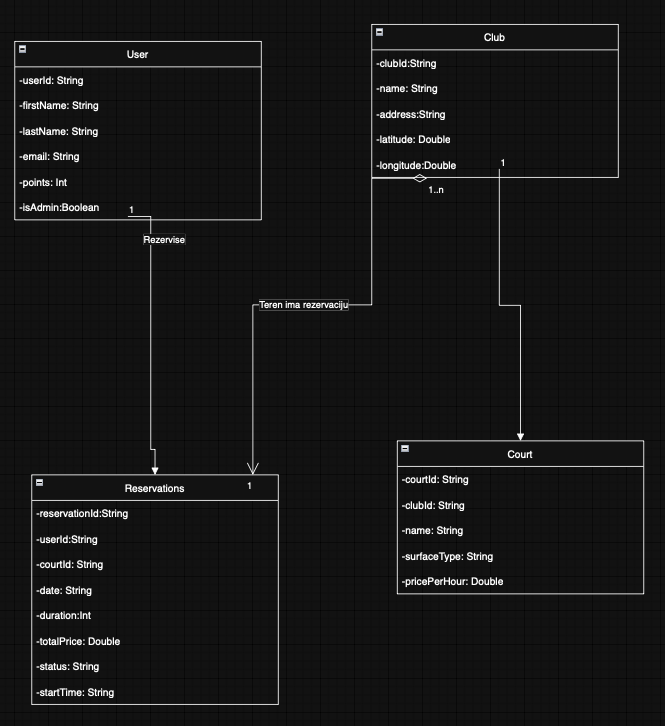 User
-userId: String
-firstName: String
-lastName: String
-email: String
-points: Int
-isAdmin:Boolean
1
Rezervise
Club
-clubId:String
-name: String
-address:String
-latitude: Double
-longitude:Double
1
1..n
Teren ima rezervaciju
Reservations
1
-reservationId:String
-userId:String
-courtId: String
-date: String
-duration:Int
-totalPrice: Double
-status: String
-startTime: String
Court
-courtId: String
-clubId: String
-name: String
-surfaceType: String
-pricePerHour: Double